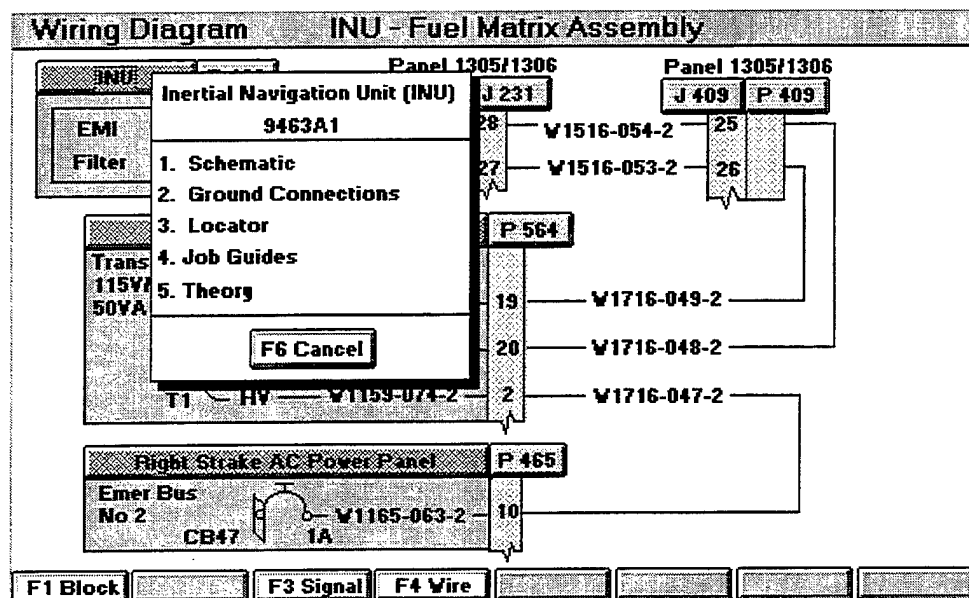 Wiring Diagram INU - Fuel Matrix Assembly
INU
Panel 1305/1306
Panel 1305/1306
J 231
J 409 P 409
EMI
Filter
Inertial Navigation Unit (INU)
9463A1
1. Schematic
2. Ground Connections
3. Locator
4. Job Guides
5. Theory
F6 Cancel
28 W1516-054-2 25
27 W1516-053-2 26
P 564
Trans
115V
50VA
19 W1716-049-2
20 W1716-048-2
T1 HV W1159-074-2 2 W1716-047-2
Right Strake AC Power Panel P 465
Emer Bus
No 2
CB47 1A W1165-063-2 10
F1 Block F3 Signal F4 Wire